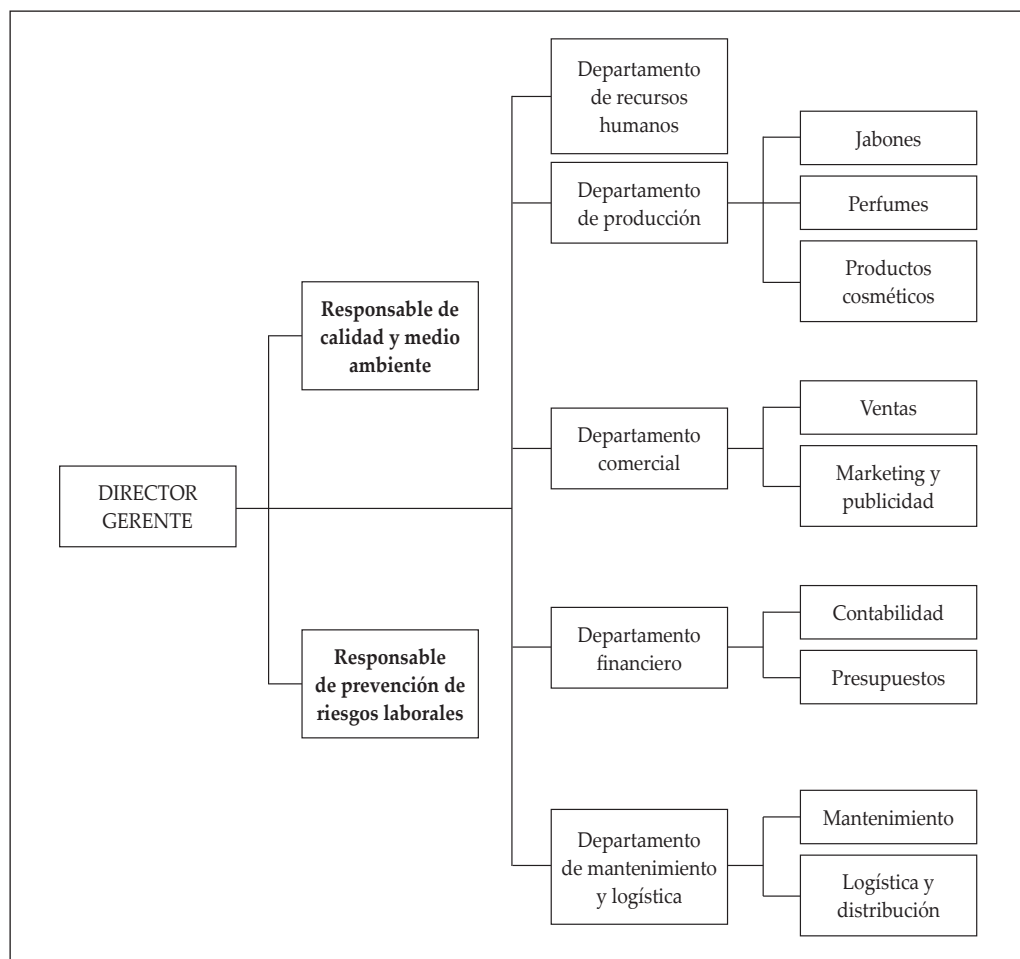 DIRECTOR
GERENTE
Responsable de
calidad y medio
ambiente
Responsable
de prevención de
riesgos laborales
Departamento
de recursos
humanos
Departamento
de producción
Jabones
Perfumes
Productos
cosméticos
Departamento
comercial
Ventas
Marketing y
publicidad
Departamento
financiero
Contabilidad
Presupuestos
Departamento
de mantenimiento
y logística
Mantenimiento
Logística y
distribución